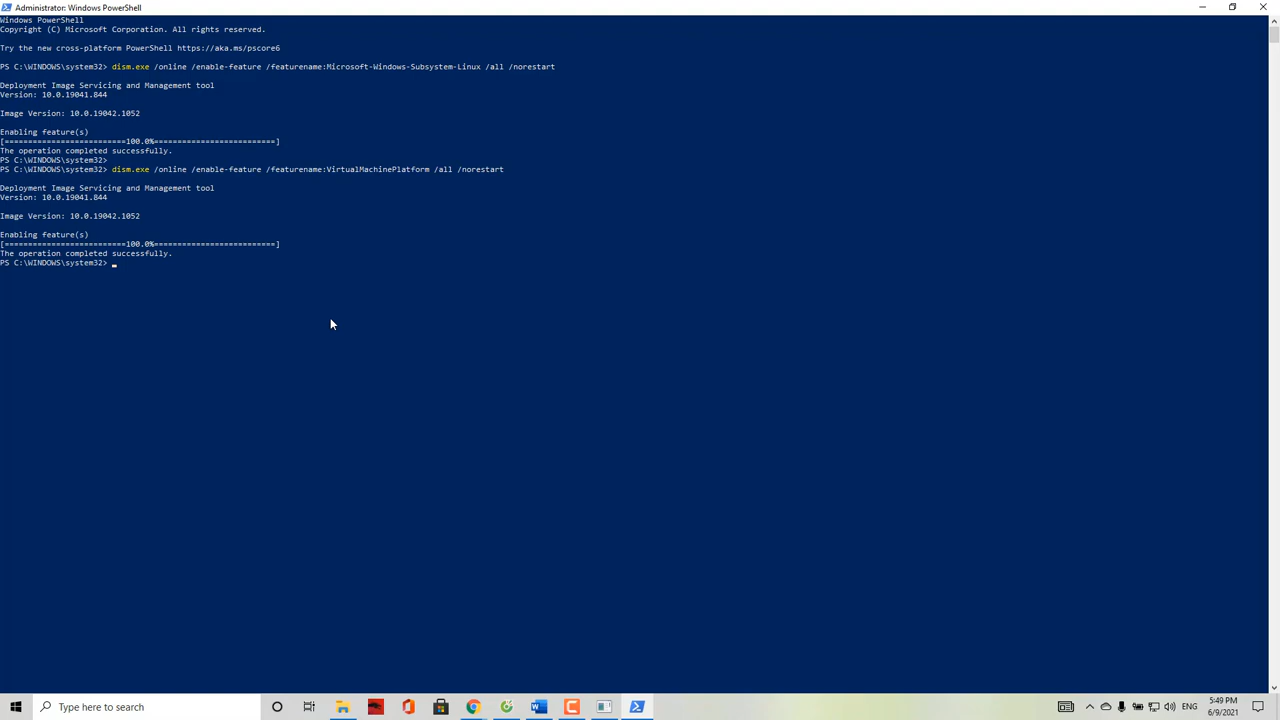 Administrator: Windows PowerShell
Windows PowerShell
Copyright (C) Microsoft Corporation. All rights reserved.
Try the new cross-platform PowerShell https://aka.ms/pscore6
PS C:\WINDOWS\system32> dism.exe /online /enable-feature /featurename:Microsoft-Windows-Subsystem-Linux /all /norestart
Deployment Image Servicing and Management tool
Version: 10.0.19041.844
Image Version: 10.0.19042.1052
Enabling feature(s)
[==========================100.0%==========================]
The operation completed successfully.
PS C:\WINDOWS\system32>
PS C:\WINDOWS\system32> dism.exe /online /enable-feature /featurename:VirtualMachinePlatform /all /norestart
Deployment Image Servicing and Management tool
Version: 10.0.19041.844
Image Version: 10.0.19042.1052
Enabling feature(s)
[==========================100.0%==========================]
The operation completed successfully.
PS C:\WINDOWS\system32>
Type here to search
ENG
5:49 PM
6/9/2021